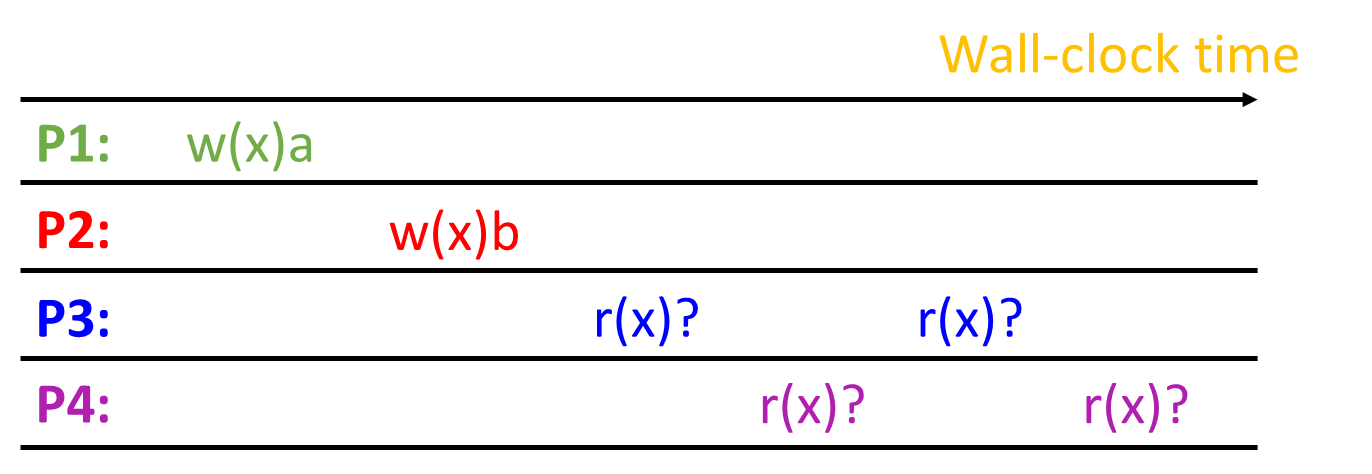 Wall-clock time
P1: w(x)a
P2: w(x)b
P3: r(x)? r(x)?
P4: r(x)? r(x)?